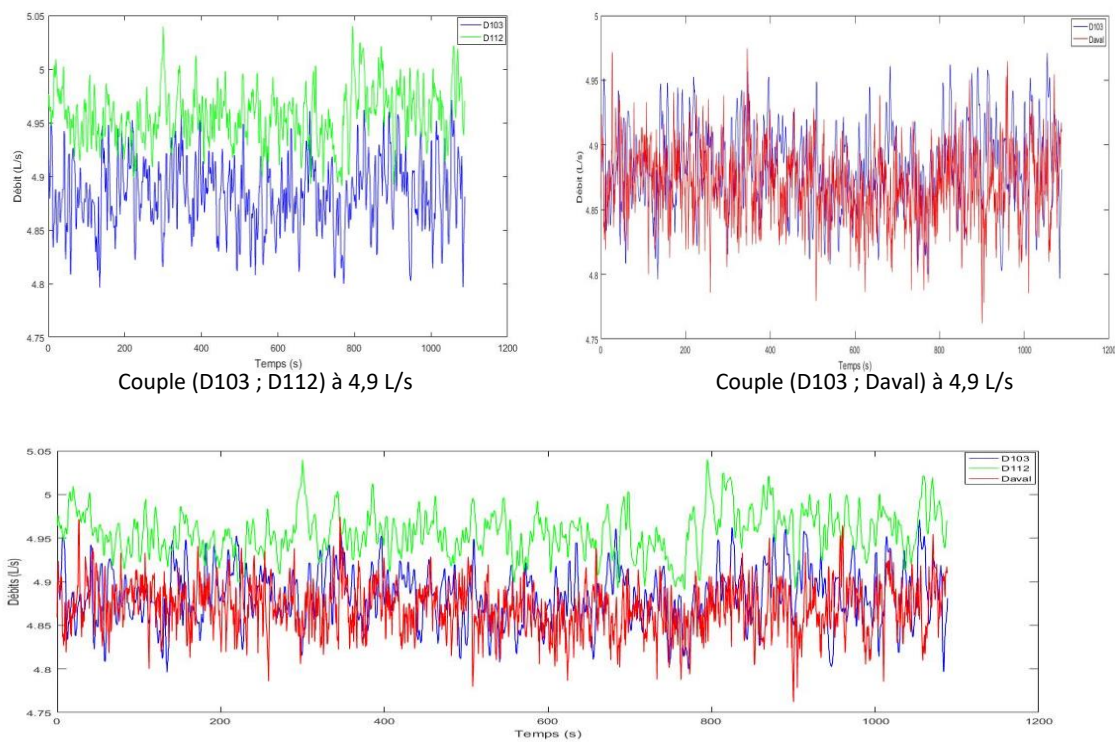 5.05
D103
D112
5
4.95
Débit (L/s)
4.9
4.85
4.8
4.75
0 200 400 600 800 1000 1200
Temps (s)
Couple (D103 ; D112) à 4,9 L/s
5
D103
Daval
4.95
Débit (L/s)
4.9
4.85
4.8
4.75
0 200 400 600 800 1000 1200
Temps (s)
Couple (D103 ; Daval) à 4,9 L/s
5.05
D103
D112
Daval
5
4.95
Débits (L/s)
4.9
4.85
4.8
4.75
0 200 400 600 800 1000 1200
Temps (s)